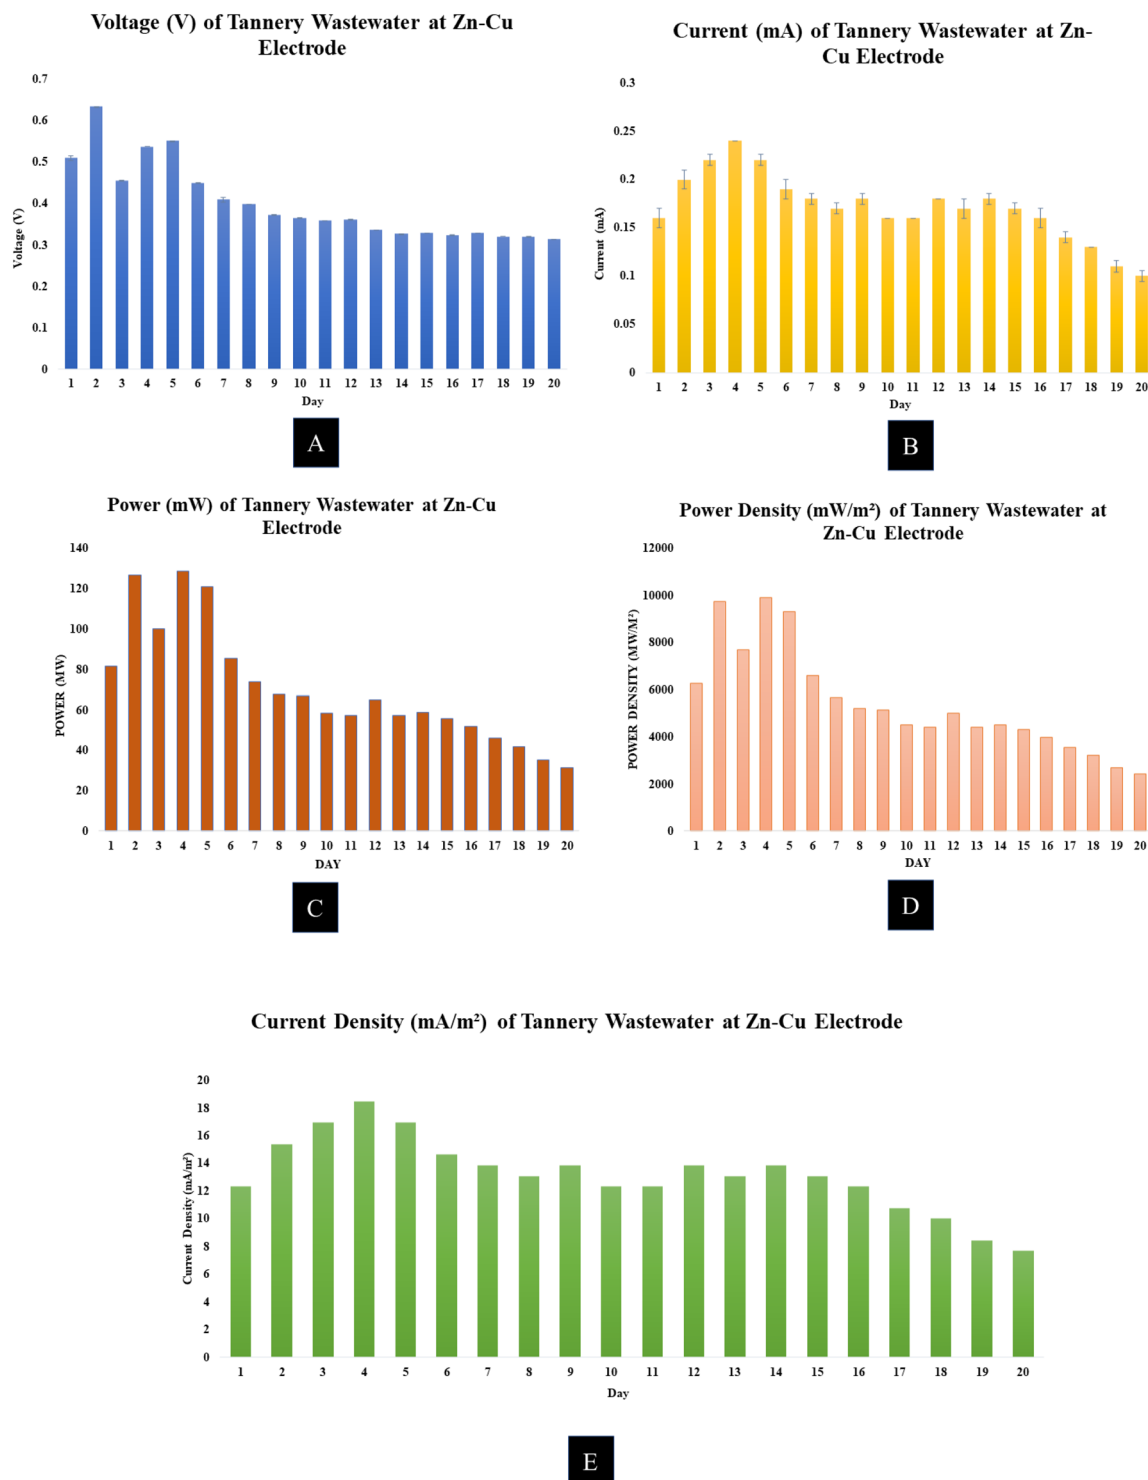 Voltage (V) of Tannery Wastewater at Zn-Cu
Electrode
0.7
0.6
0.5
0.4
0.3
0.2
0.1
0
Voltage (V)
1 2 3 4 5 6 7 8 9 10 11 12 13 14 15 16 17 18 19 20
Day
A
Current (mA) of Tannery Wastewater at Zn-
Cu Electrode
0.3
0.25
0.2
0.15
0.1
0.05
0
Current (mA)
1 2 3 4 5 6 7 8 9 10 11 12 13 14 15 16 17 18 19 20
Day
B
Power (mW) of Tannery Wastewater at Zn-Cu
Electrode
140
120
100
80
60
40
20
0
POWER (MW)
1 2 3 4 5 6 7 8 9 10 11 12 13 14 15 16 17 18 19 20
DAY
C
Power Density (mW/m²) of Tannery Wastewater at
Zn-Cu Electrode
12000
10000
8000
6000
4000
2000
0
POWER DENSITY (MW/M²)
1 2 3 4 5 6 7 8 9 10 11 12 13 14 15 16 17 18 19 20
DAY
D
Current Density (mA/m²) of Tannery Wastewater at Zn-Cu Electrode
20
18
16
14
12
10
8
6
4
2
0
Current Density (mA/m²)
1 2 3 4 5 6 7 8 9 10 11 12 13 14 15 16 17 18 19 20
Day
E